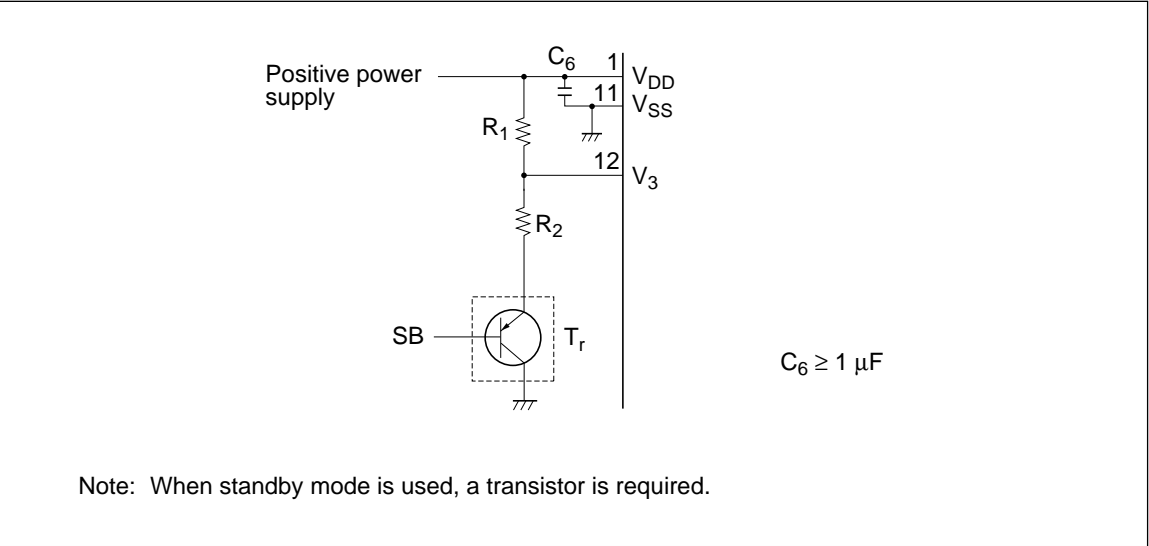 Positive power
supply
C6
1
VDD
11
VSS
R1
12
V3
R2
SB
Tr
C6 ≥ 1 μF
Note: When standby mode is used, a transistor is required.